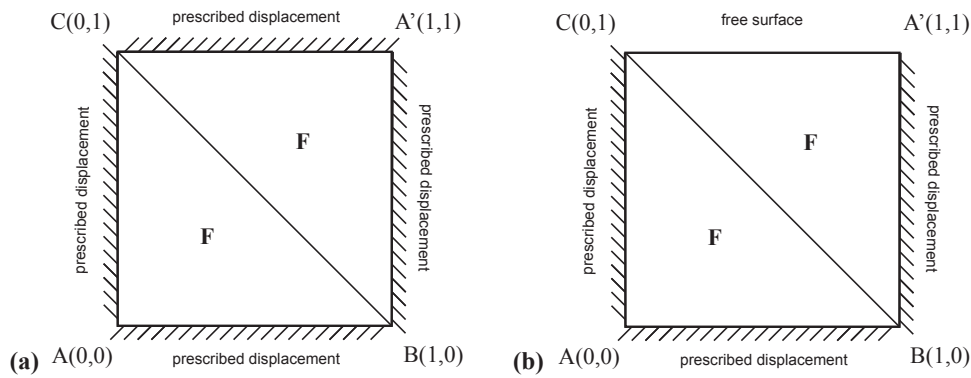 prescribed displacement
C(0,1)
A’(1,1)
prescribed displacement
F
F
prescribed displacement
(a)
A(0,0)
B(1,0)
prescribed displacement
free surface
C(0,1)
A’(1,1)
prescribed displacement
F
F
prescribed displacement
(b)
A(0,0)
B(1,0)
prescribed displacement